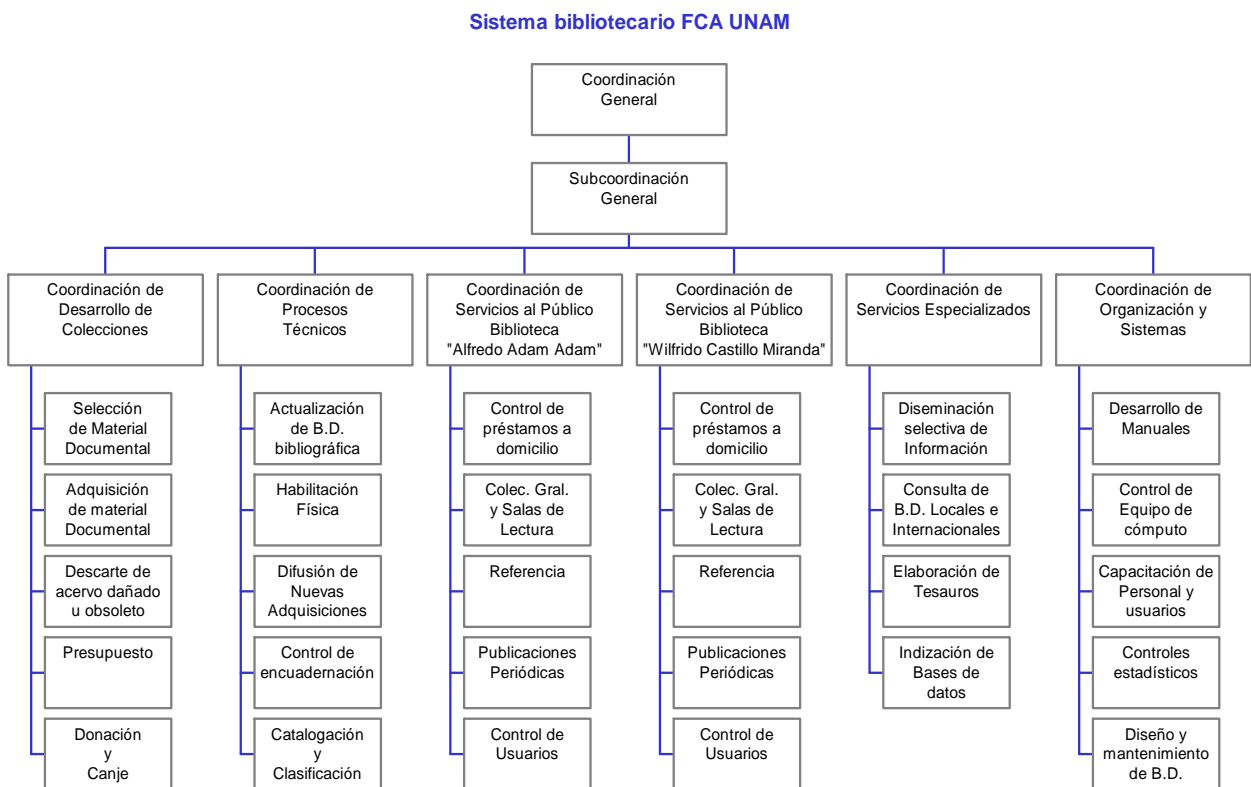 Sistema bibliotecario FCA UNAM
Coordinación
General
Subcoordinación
General
Coordinación de
Desarrollo de
Colecciones
Coordinación de
Procesos
Técnicos
Coordinación de
Servicios al Público
Biblioteca
"Alfredo Adam Adam"
Coordinación de
Servicios al Público
Biblioteca
"Wilfrido Castillo Miranda"
Coordinación de
Servicios Especializados
Coordinación de
Organización y
Sistemas
Selección
de Material
Documental
Adquisición
de material
Documental
Descarte de
acervo dañado
u obsoleto
Presupuesto
Donación
y
Canje
Actualización
de B.D.
bibliográfica
Habilitación
Física
Difusión de
Nuevas
Adquisiciones
Control de
encuadernación
Catalogación
y
Clasificación
Control de
préstamos a
domicilio
Colec. Gral.
y Salas de
Lectura
Referencia
Publicaciones
Periódicas
Control de
Usuarios
Control de
préstamos a
domicilio
Colec. Gral.
y Salas de
Lectura
Referencia
Publicaciones
Periódicas
Control de
Usuarios
Diseminación
selectiva de
Información
Consulta de
B.D. Locales e
Internacionales
Elaboración de
Tesauros
Indización de
Bases de
datos
Desarrollo de
Manuales
Control de
Equipo de
cómputo
Capacitación de
Personal y
usuarios
Controles
estadísticos
Diseño y
mantenimiento
de B.D.